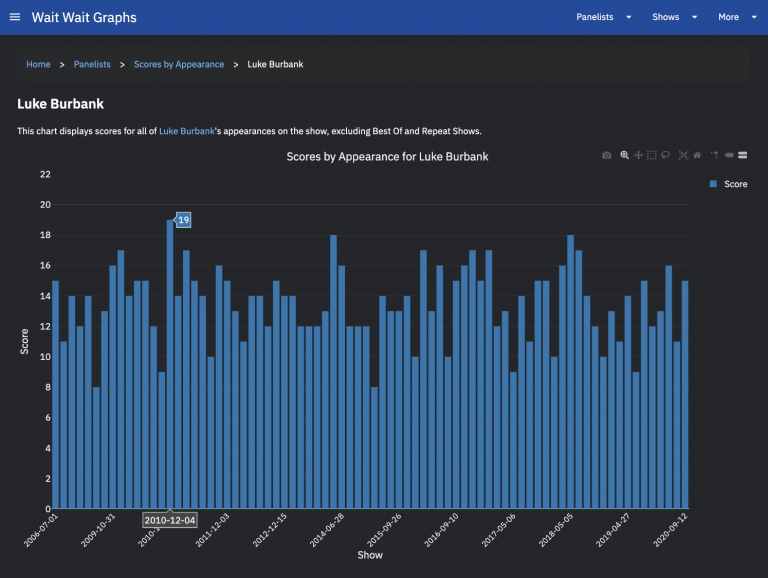 Wait Wait Graphs
Panelists Shows More
Home > Panelists > Scores by Appearance > Luke Burbank
Luke Burbank
This chart displays scores for all of Luke Burbank's appearances on the show, excluding Best Of and Repeat Shows.
Scores by Appearance for Luke Burbank
Score
22
20
18
16
14
12
10
8
6
4
2
0
19
Score
2006-07-01
2009-10-31
2010-12-04
2011-12-03
2012-12-15
2014-06-28
2015-09-26
2016-09-10
2017-05-06
2018-05-05
2019-04-27
2020-09-12
Show